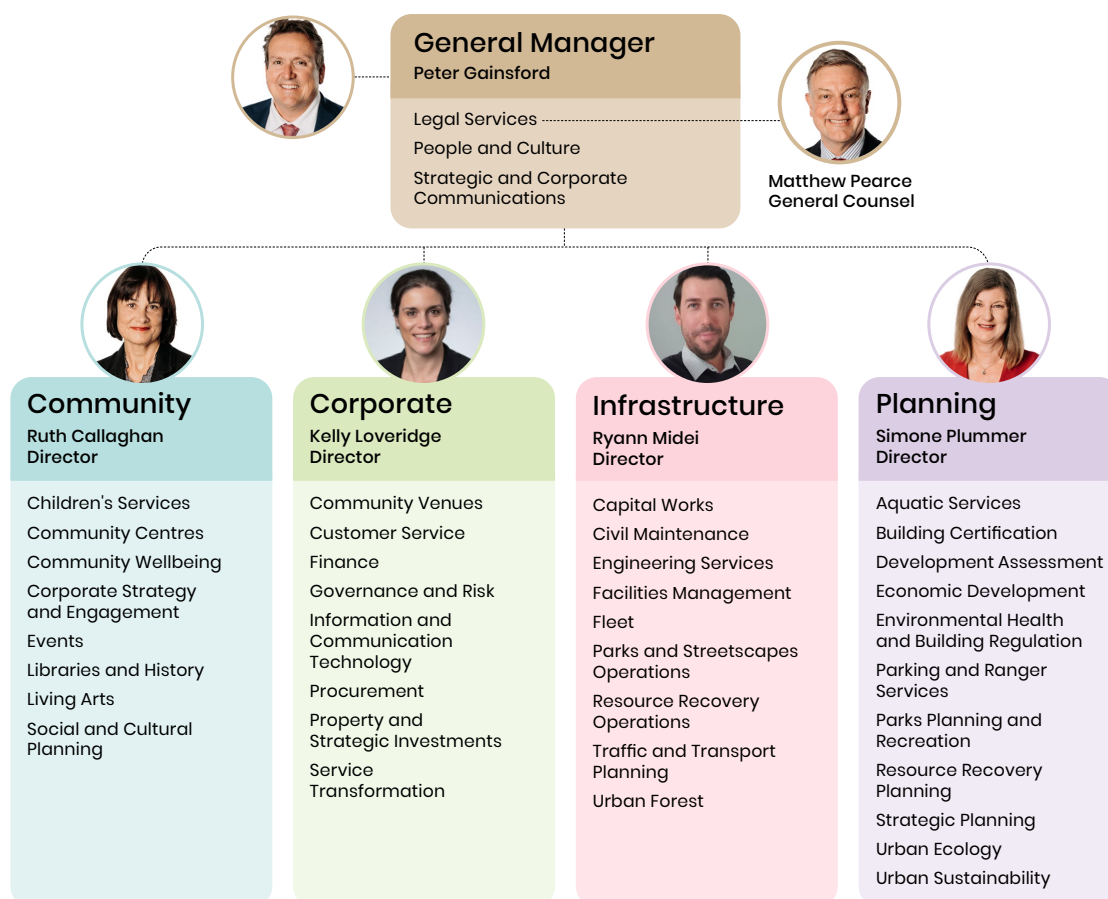 General Manager
Peter Gainsford
Legal Services
People and Culture
Strategic and Corporate
Communications
Matthew Pearce
General Counsel
Community
Ruth Callaghan
Director
Children's Services
Community Centres
Community Wellbeing
Corporate Strategy
and Engagement
Events
Libraries and History
Living Arts
Social and Cultural
Planning
Corporate
Kelly Loveridge
Director
Community Venues
Customer Service
Finance
Governance and Risk
Information and
Communication
Technology
Procurement
Property and
Strategic Investments
Service
Transformation
Infrastructure
Ryann Midei
Director
Capital Works
Civil Maintenance
Engineering Services
Facilities Management
Fleet
Parks and Streetscapes
Operations
Resource Recovery
Operations
Traffic and Transport
Planning
Urban Forest
Planning
Simone Plummer
Director
Aquatic Services
Building Certification
Development Assessment
Economic Development
Environmental Health
and Building Regulation
Parking and Ranger
Services
Parks Planning and
Recreation
Resource Recovery
Planning
Strategic Planning
Urban Ecology
Urban Sustainability